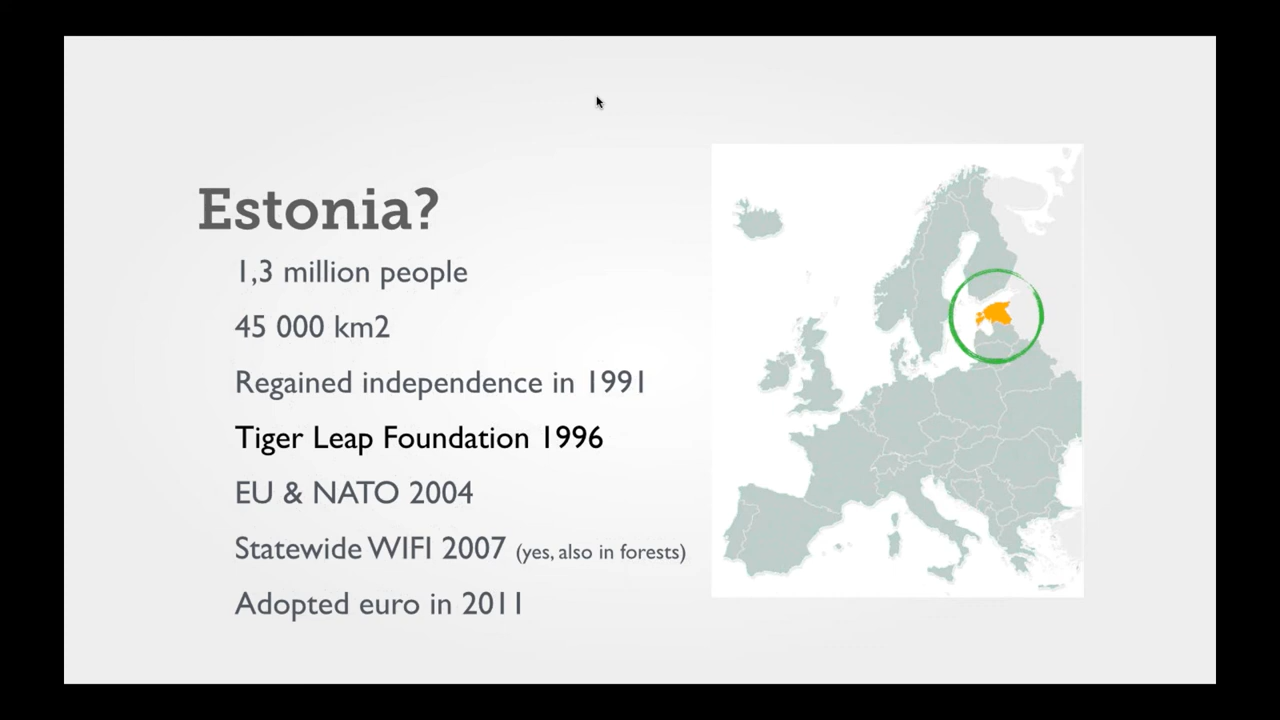 Estonia?
1,3 million people
45 000 km2
Regained independence in 1991
Tiger Leap Foundation 1996
EU & NATO 2004
Statewide WIFI 2007 (yes, also in forests)
Adopted euro in 2011